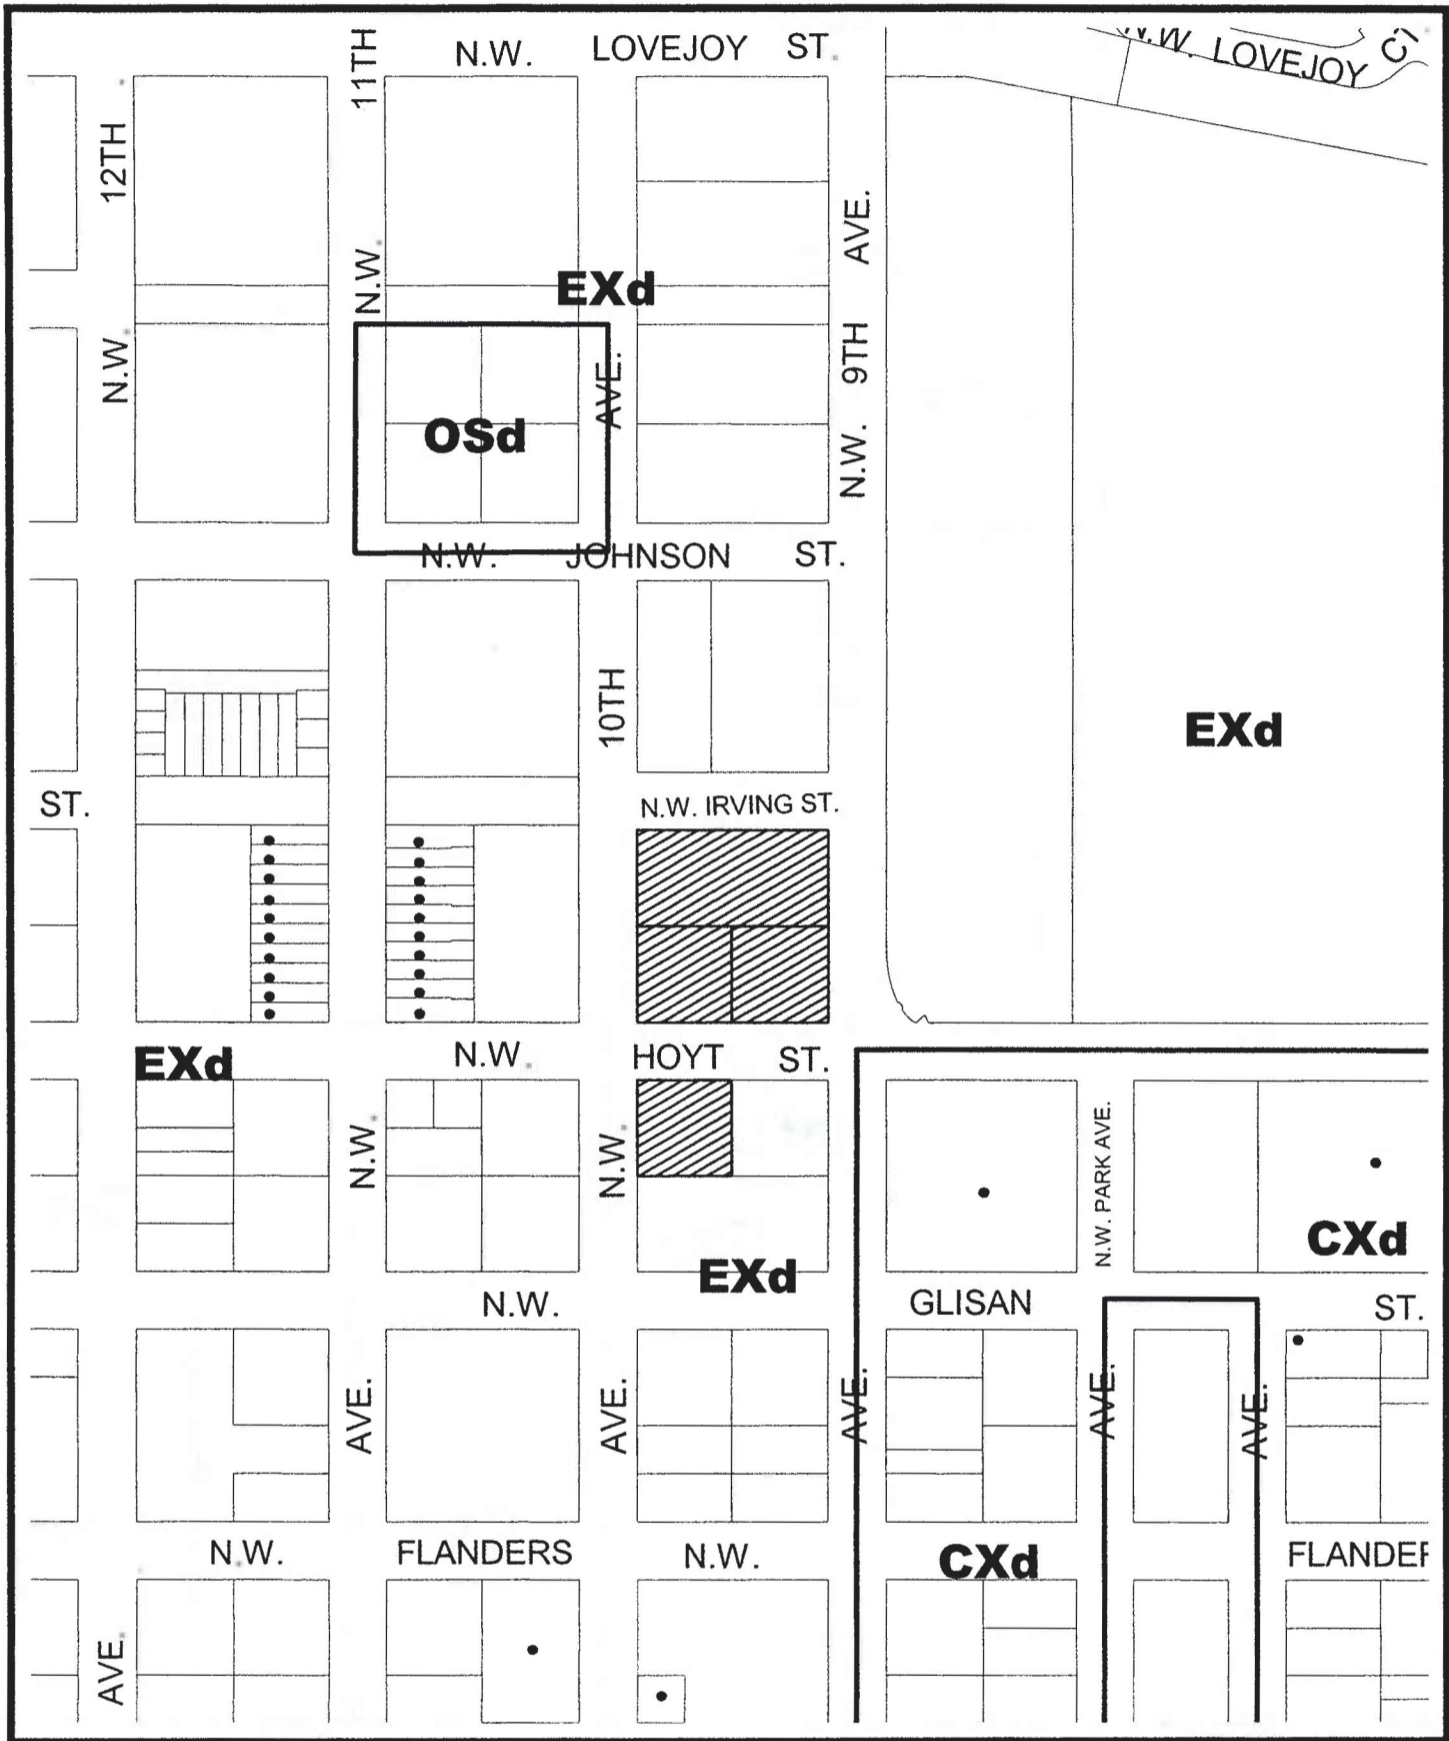 N.W. LOVEJOY ST.
N.W. LOVEJOY CT
12TH
11TH
N.W.
AVE.
EXd
N.W.
9TH
AVE.
OSd
N.W.
N.W. JOHNSON ST.
10TH
EXd
ST.
N.W. IRVING ST.
EXd
N.W. HOYT ST.
N.W.
N.W.
N.W. PARK AVE.
CXd
EXd
N.W. GLISAN ST.
AVE.
AVE.
AVE.
AVE.
AVE.
N.W. FLANDERS N.W.
CXd
AVE.